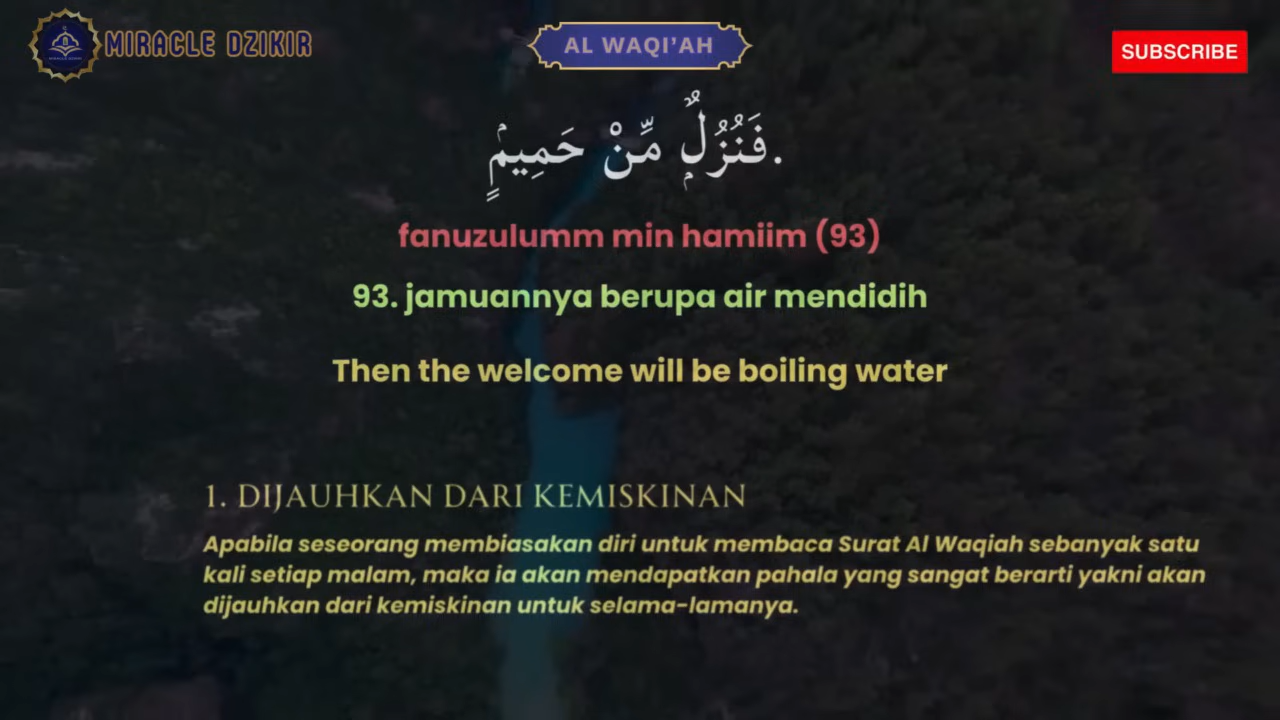 MIRACLE DZIKIR
AL WAQI'AH
SUBSCRIBE
فَنُزُلٌۭ مِّنْ حَمِيمٍۢ.
fanuzulumm min hamiim (93)
93. jamuannya berupa air mendidih
Then the welcome will be boiling water
1. DIJAUHKAN DARI KEMISKINAN
Apabila seseorang membiasakan diri untuk membaca Surat Al Waqiah sebanyak satu
kali setiap malam, maka ia akan mendapatkan pahala yang sangat berarti yakni akan
dijauhkan dari kemiskinan untuk selama-lamanya.